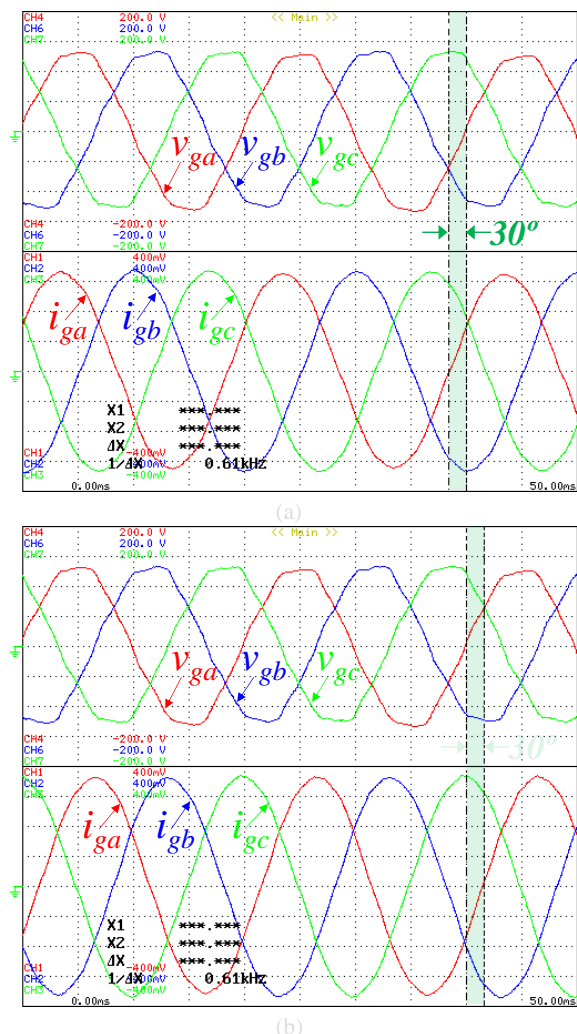 CH4 200.0 V << Main >>
CH6 200.0 V
CH7 200.0 V
vga vgb vgc
CH4 -200.0 V
CH6 -200.0 V
CH7 -200.0 V
30º
CH1 400mV
CH2 400mV
CH3 400mV
iga igb igc
X1 ***.***
X2 ***.***
ΔX ***.***
1/ΔX 0.61kHz
CH1 -400mV
CH2 -400mV
CH3 -400mV
0.00ms 50.00ms
(a)
CH4 200.0 V << Main >>
CH6 200.0 V
CH7 200.0 V
vga vgb vgc
CH4 -200.0 V
CH6 -200.0 V
CH7 -200.0 V
30º
CH1 400mV
CH2 400mV
CH3 400mV
iga igb igc
X1 ***.***
X2 ***.***
ΔX ***.***
1/ΔX 0.61kHz
CH1 -400mV
CH2 -400mV
CH3 -400mV
0.00ms 50.00ms
(b)